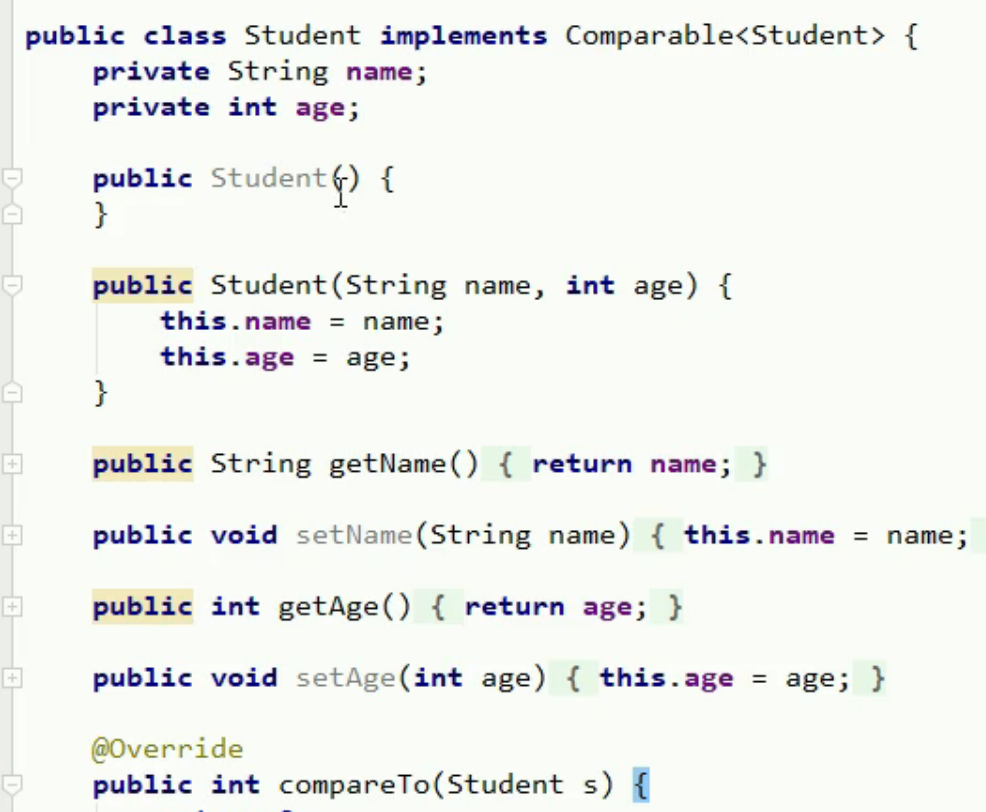 public class Student implements Comparable<Student> {
    private String name;
    private int age;
    public Student() {
    }
    public Student(String name, int age) {
        this.name = name;
        this.age = age;
    }
    public String getName() { return name; }
    public void setName(String name) { this.name = name;
    public int getAge() { return age; }
    public void setAge(int age) { this.age = age; }
    @Override
    public int compareTo(Student s) {